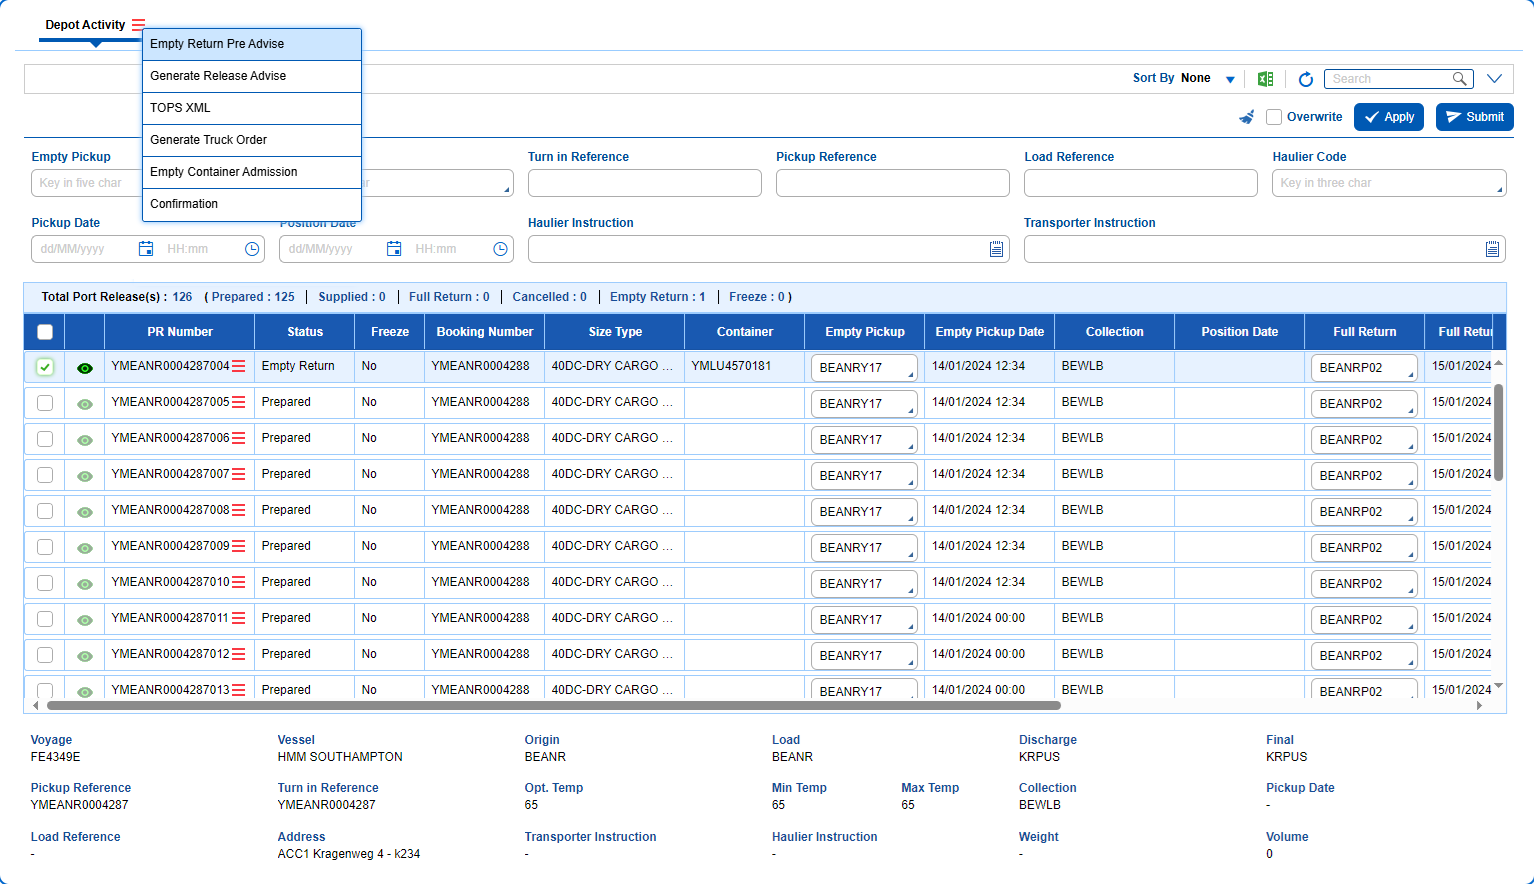 Depot Activity
Empty Return Pre Advise
Generate Release Advise
TOPS XML
Generate Truck Order
Empty Container Admission
Confirmation
Sort By None Search
Overwrite Apply Submit
Empty Pickup Turn in Reference Pickup Reference Load Reference Haulier Code
Key in five char Key in three char
Pickup Date Position Date Haulier Instruction Transporter Instruction
dd/MM/yyyy HH:mm dd/MM/yyyy HH:mm
Total Port Release(s) : 126 ( Prepared : 125 | Supplied : 0 | Full Return : 0 | Cancelled : 0 | Empty Return : 1 | Freeze : 0 )
PR Number Status Freeze Booking Number Size Type Container Empty Pickup Empty Pickup Date Collection Position Date Full Return Full Retur
YMEANR0004287004 Empty Return No YMEANR0004288 40DC-DRY CARGO ... YMLU4570181 BEANRY17 14/01/2024 12:34 BEWLB BEANRP02 15/01/2024
YMEANR0004287005 Prepared No YMEANR0004288 40DC-DRY CARGO ... BEANRY17 14/01/2024 12:34 BEWLB BEANRP02 15/01/2024
YMEANR0004287006 Prepared No YMEANR0004288 40DC-DRY CARGO ... BEANRY17 14/01/2024 12:34 BEWLB BEANRP02 15/01/2024
YMEANR0004287007 Prepared No YMEANR0004288 40DC-DRY CARGO ... BEANRY17 14/01/2024 12:34 BEWLB BEANRP02 15/01/2024
YMEANR0004287008 Prepared No YMEANR0004288 40DC-DRY CARGO ... BEANRY17 14/01/2024 12:34 BEWLB BEANRP02 15/01/2024
YMEANR0004287009 Prepared No YMEANR0004288 40DC-DRY CARGO ... BEANRY17 14/01/2024 12:34 BEWLB BEANRP02 15/01/2024
YMEANR0004287010 Prepared No YMEANR0004288 40DC-DRY CARGO ... BEANRY17 14/01/2024 12:34 BEWLB BEANRP02 15/01/2024
YMEANR0004287011 Prepared No YMEANR0004288 40DC-DRY CARGO ... BEANRY17 14/01/2024 00:00 BEWLB BEANRP02 15/01/2024
YMEANR0004287012 Prepared No YMEANR0004288 40DC-DRY CARGO ... BEANRY17 14/01/2024 00:00 BEWLB BEANRP02 15/01/2024
YMEANR0004287013 Prepared No YMEANR0004288 40DC-DRY CARGO ... BEANRY17 14/01/2024 00:00 BEWLB BEANRP02 15/01/2024
Voyage Vessel Origin Load Discharge Final
FE4349E HMM SOUTHAMPTON BEANR BEANR KRPUS KRPUS
Pickup Reference Turn in Reference Opt. Temp Min Temp Max Temp Collection Pickup Date
YMEANR0004287 YMEANR0004287 65 65 65 BEWLB -
Load Reference Address Transporter Instruction Haulier Instruction Weight Volume
- ACC1 Kragenweg 4 - k234 - - - 0